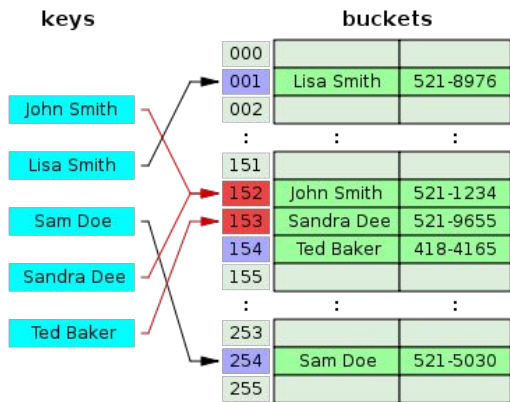 keys buckets
000
001 Lisa Smith 521-8976
John Smith 002
: : :
Lisa Smith 151
152 John Smith 521-1234
Sam Doe 153 Sandra Dee 521-9655
154 Ted Baker 418-4165
Sandra Dee 155
: : :
Ted Baker 253
254 Sam Doe 521-5030
255